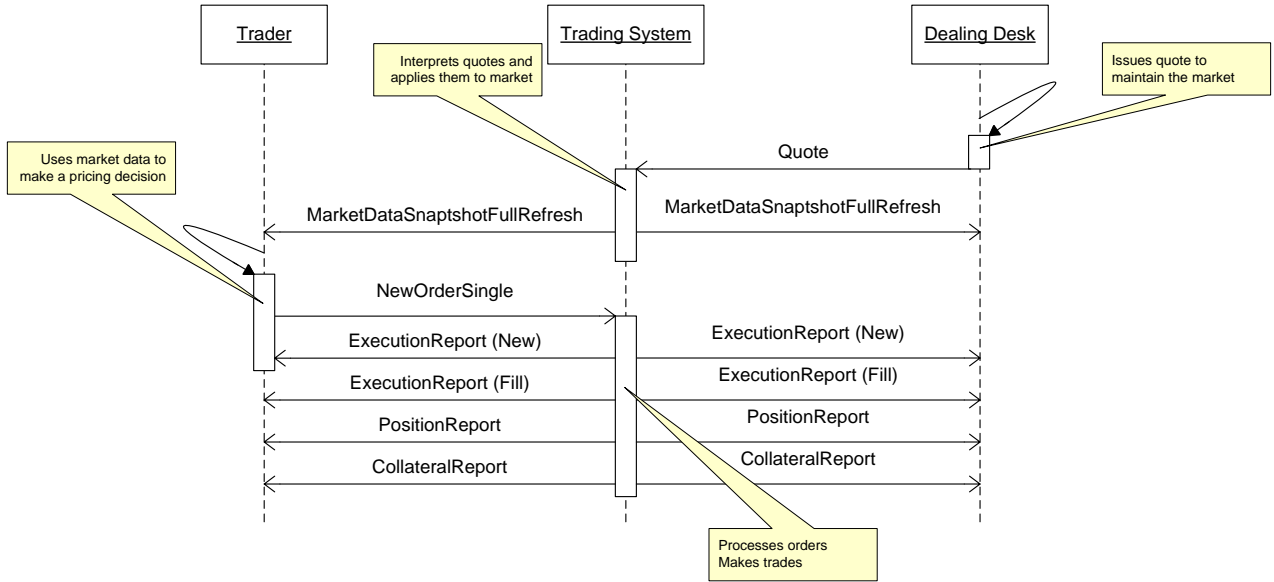 Trader
Trading System
Dealing Desk
Interprets quotes and
applies them to market
Issues quote to
maintain the market
Uses market data to
make a pricing decision
Quote
MarketDataSnaptshotFullRefresh
MarketDataSnaptshotFullRefresh
NewOrderSingle
ExecutionReport (New)
ExecutionReport (New)
ExecutionReport (Fill)
ExecutionReport (Fill)
PositionReport
PositionReport
CollateralReport
CollateralReport
Processes orders
Makes trades